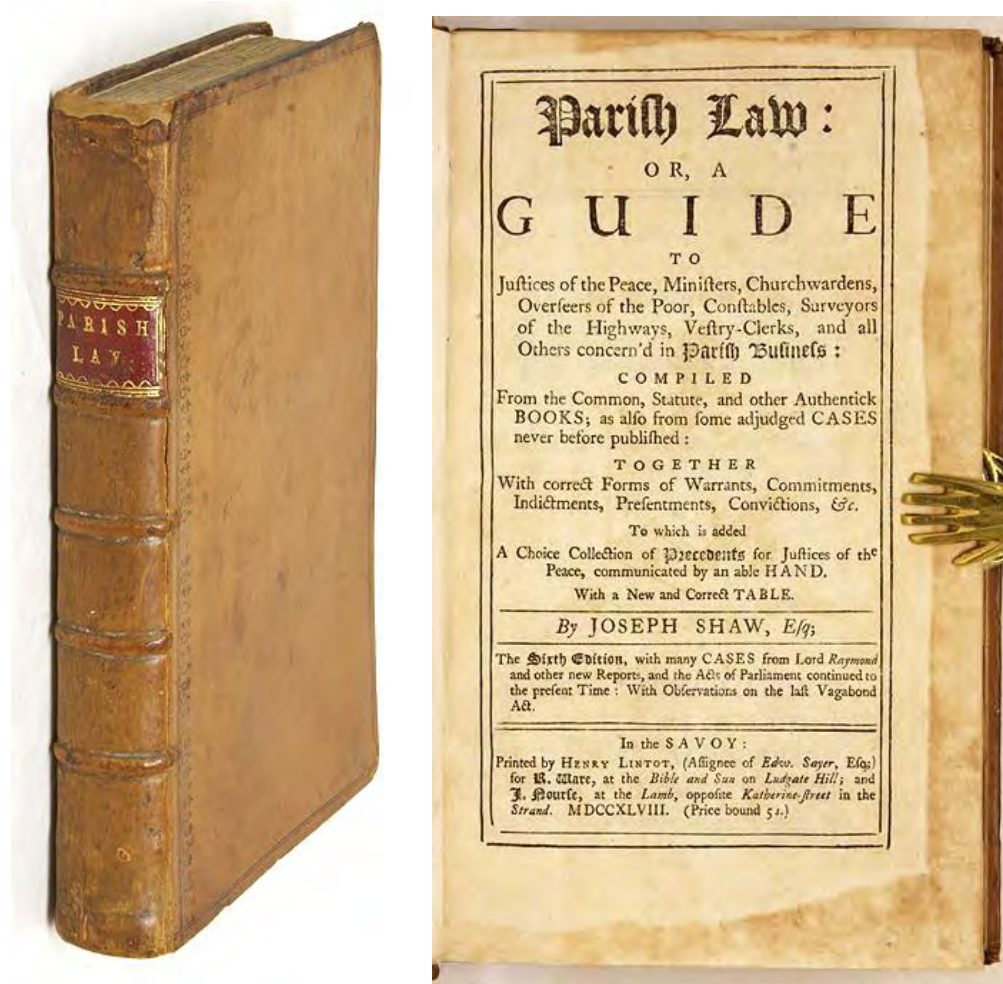 PARISH
LAW.
Pariſh Law:
OR, A
GUIDE
TO
Juſtices of the Peace, Miniſters, Churchwardens,
Overſeers of the Poor, Conſtables, Surveyors
of the Highways, Veſtry-Clerks, and all
Others concern'd in Pariſh Buſineſs:
COMPILED
From the Common, Statute, and other Authentick
BOOKS; as alſo from ſome adjudged CASES
never before publiſhed:
TOGETHER
With correct Forms of Warrants, Commitments,
Indictments, Preſentments, Convictions, &c.
To which is added
A Choice Collection of Precedents for Juſtices of the
Peace, communicated by an able HAND.
With a New and Correct TABLE.
By JOSEPH SHAW, Eſq;
The Sixth Edition, with many CASES from Lord Raymond
and other new Reports, and the Acts of Parliament continued to
the preſent Time: With Obſervations on the laſt Vagabond
Act.
In the SAVOY:
Printed by HENRY LINTOT, (Aſſignee of Edw. Sayer, Eſq;)
for R. Ware, at the Bible and Sun on Ludgate Hill; and
J. Nourſe, at the Lamb, oppoſite Katherine-ſtreet in the
Strand. MDCCXLVIII. (Price bound 5 s.)